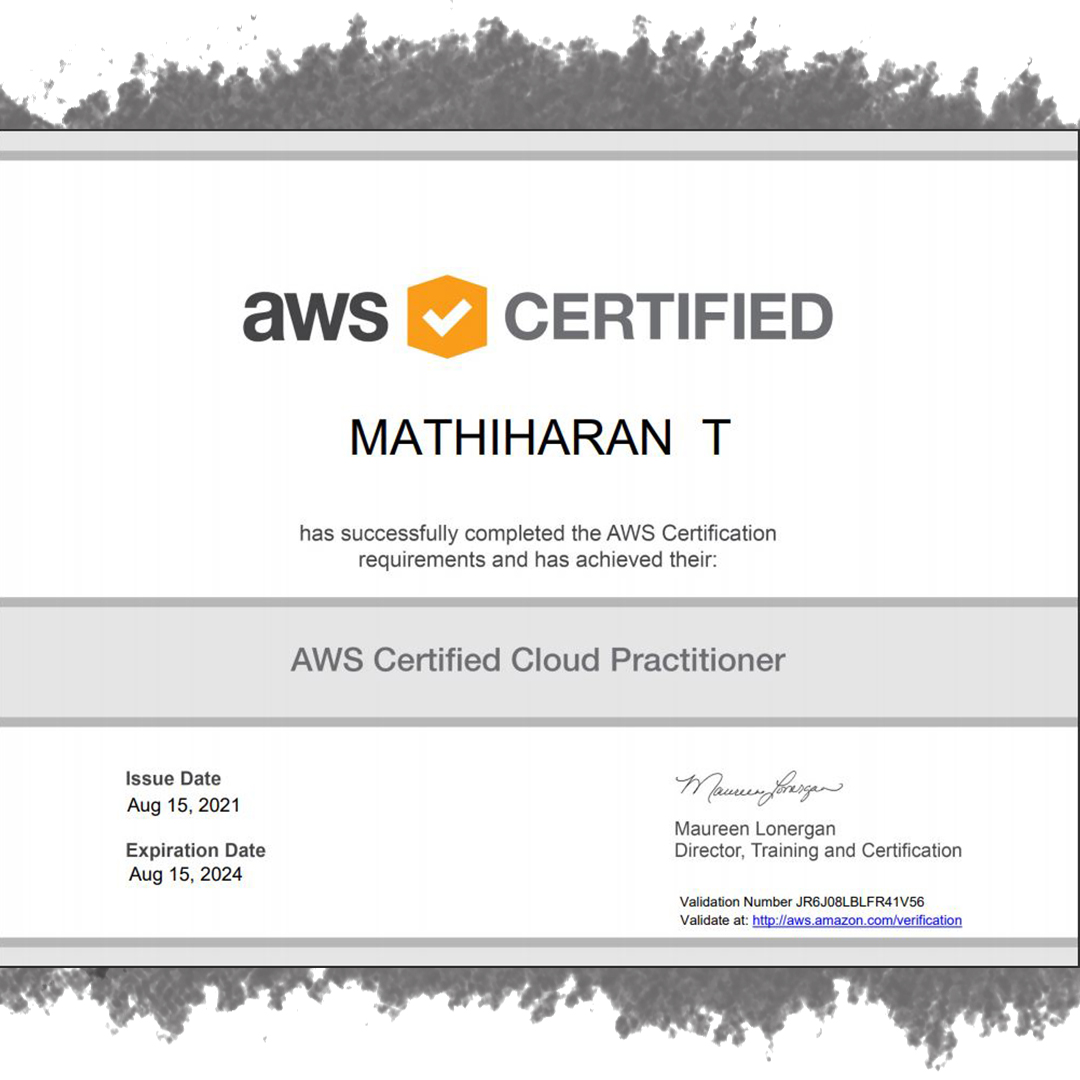 aws CERTIFIED
MATHIHARAN T
has successfully completed the AWS Certification
requirements and has achieved their:
AWS Certified Cloud Practitioner
Issue Date
Aug 15, 2021
Expiration Date
Aug 15, 2024
Maureen Lonergan
Maureen Lonergan
Director, Training and Certification
Validation Number JR6J08LBLFR41V56
Validate at: http://aws.amazon.com/verification